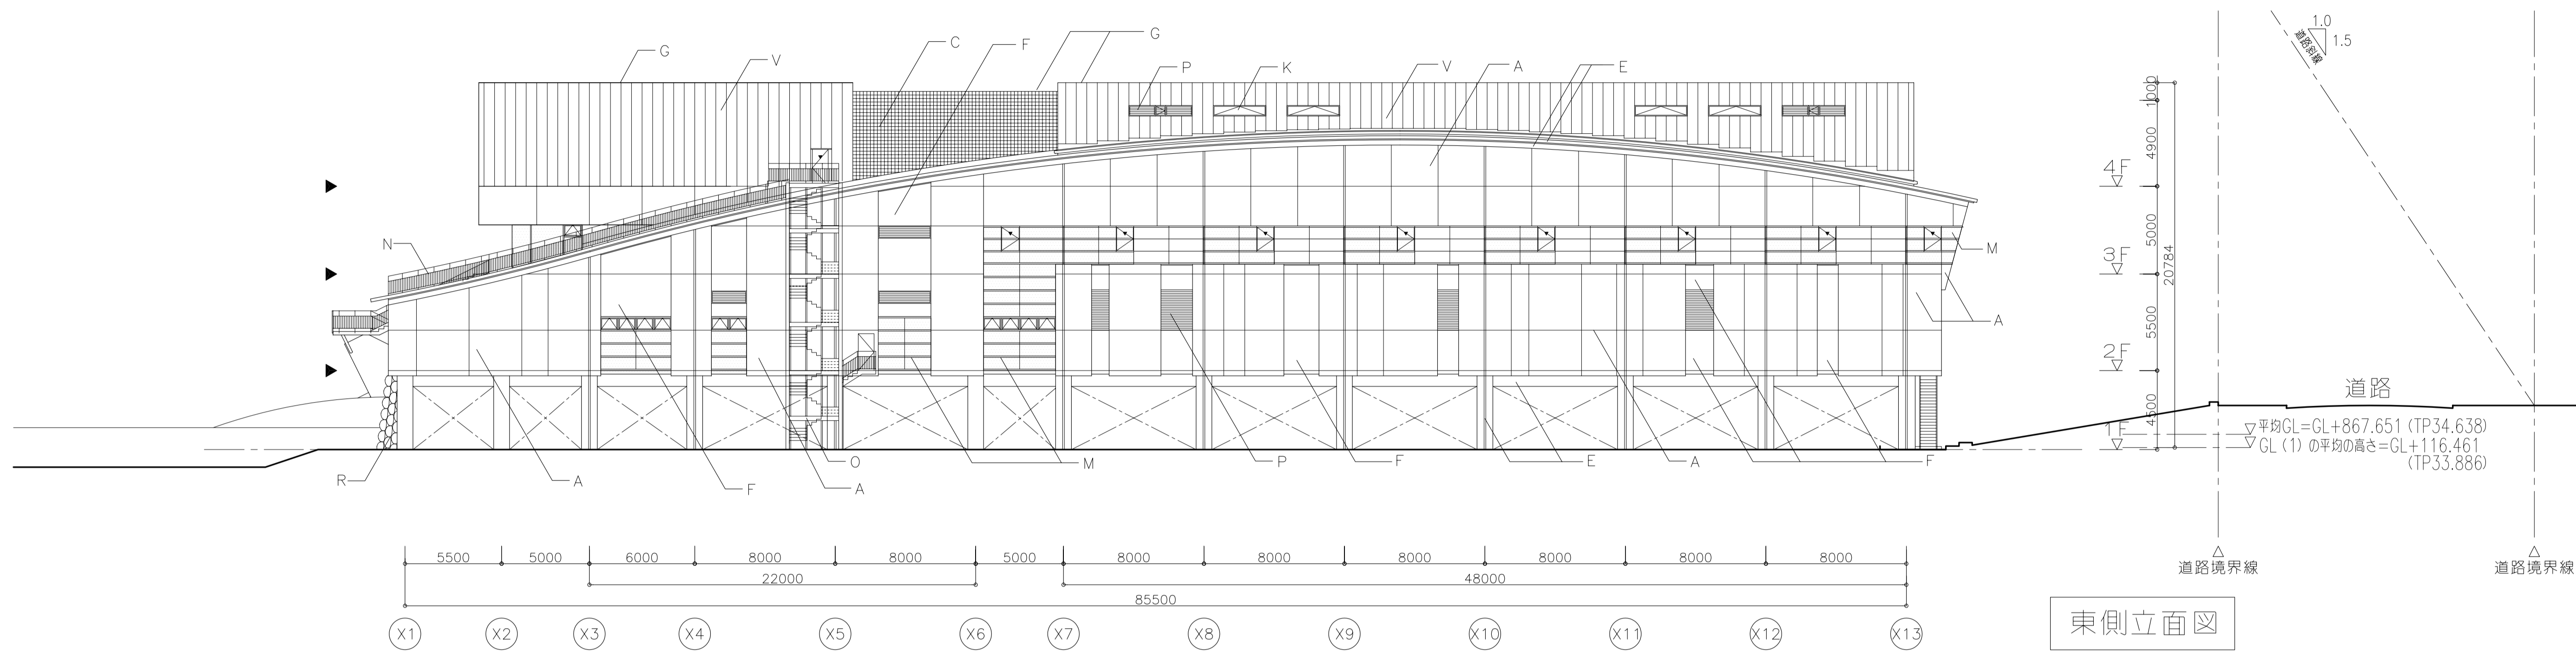 G
V
C
F
G
P
K
V
A
E
1.0
1.5
道路斜線
N
M
A
4F
3F
2F
1F
1000
4900
5000
5500
4500
20784
道路
平均GL=GL+867.651 (TP34.638)
GL (1) の平均の高さ=GL+116.461
(TP33.886)
R
A
F
O
A
M
P
F
E
A
F
5500 5000 6000 8000 8000 5000 8000 8000 8000 8000 8000 8000
22000 48000
85500
道路境界線 道路境界線
X1 X2 X3 X4 X5 X6 X7 X8 X9 X10 X11 X12 X13
東側立面図